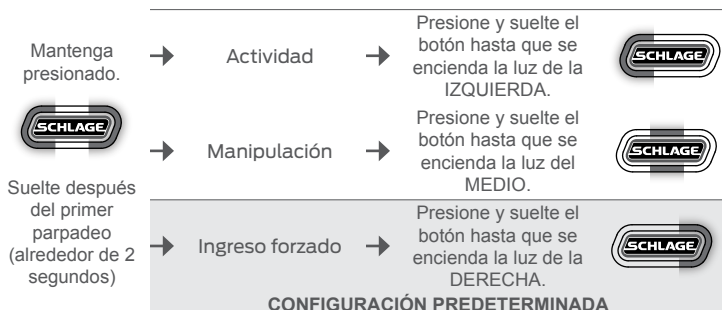 Mantenga
presionado.
SCHLAGE
Suelte después
del primer
parpadeo
(alrededor de 2
segundos)
Actividad
Presione y suelte el
botón hasta que se
encienda la luz de la
IZQUIERDA.
SCHLAGE
Manipulación
Presione y suelte el
botón hasta que se
encienda la luz del
MEDIO.
SCHLAGE
Ingreso forzado
Presione y suelte el
botón hasta que se
encienda la luz de la
DERECHA.
SCHLAGE
CONFIGURACIÓN PREDETERMINADA